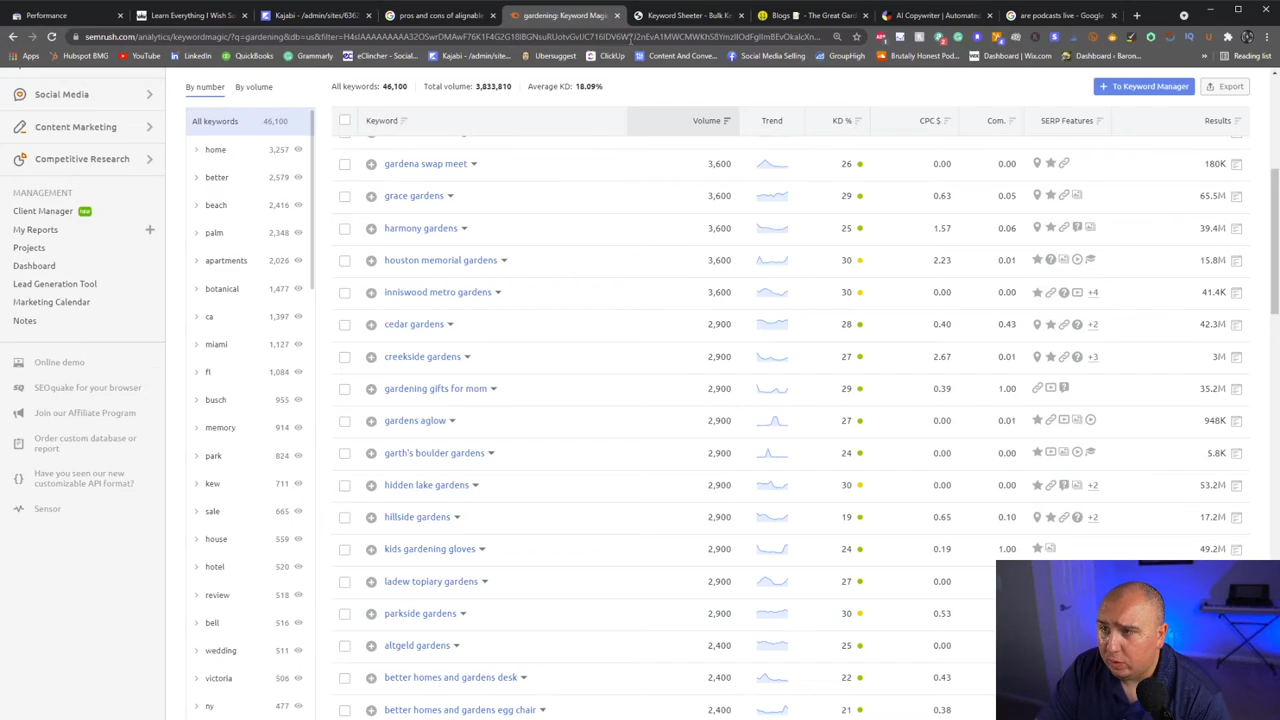 Performance
Learn Everything I Wish Sa
Kajabi - /admin/sites/6363
pros and cons of alignable
gardening: Keyword Magic
Keyword Sheeter - Bulk Ke
Blogs | - The Great Gard
AI Copywriter | Automated
are podcasts live - Google
semrush.com/analytics/keywordmagic/?q=gardening&db=us&filter=
Apps
Hubspot BMG
YouTube
LinkedIn
QuickBooks
Grammarly
eClincher - Social...
Kajabi - /admin/site...
Ubersuggest
ClickUp
Content And Conver...
Social Media Selling
GroupHigh
Brutally Honest Pod...
Dashboard • Buzzsto...
Dashboard ‹ Baron...
Social Media
Content Marketing
Competitive Research
MANAGEMENT
Client Manager new
My Reports
Projects
Dashboard
Lead Generation Tool
Marketing Calendar
Notes
Online demo
SEOquake for your browser
Join our Affiliate Program
Order custom database or
report
Have you seen our new
customizable API format?
Sensor
By number By volume
All keywords 46,100
home 3,257
better 2,579
beach 2,416
palm 2,348
apartments 2,026
botanical 1,477
ca 1,397
miami 1,127
fl 1,084
busch 955
memory 914
park 824
kew 711
sale 665
house 559
hotel 520
review 518
bell 516
wedding 511
victoria 506
ny 477
All keywords: 46,100 Total volume: 3,833,810 Average KD: 18.09%
To Keyword Manager Export
Keyword Volume Trend KD % CPC $ Com. SERP Features Results
gardena swap meet 3,600 26 0.00 0.00 180K
grace gardens 3,600 29 0.63 0.05 65.5M
harmony gardens 3,600 25 1.57 0.06 39.4M
houston memorial gardens 3,600 30 2.23 0.01 15.8M
inniswood metro gardens 3,600 30 0.00 0.00 +4 41.4K
cedar gardens 2,900 28 0.40 0.43 +2 42.3M
creekside gardens 2,900 27 2.67 0.01 +3 3M
gardening gifts for mom 2,900 29 0.39 1.00 35.2M
gardens aglow 2,900 27 0.00 0.01 948K
garth's boulder gardens 2,900 24 0.00 0.00 5.8K
hidden lake gardens 2,900 30 0.00 0.00 +2 53.2M
hillside gardens 2,900 19 0.65 0.10 +2 17.2M
kids gardening gloves 2,900 24 0.19 1.00 49.2M
ladew topiary gardens 2,900 27 0.00
parkside gardens 2,900 30 0.53
altgeld gardens 2,400 25 0.00
better homes and gardens desk 2,400 22 0.43
better homes and gardens egg chair 2,400 21 0.38